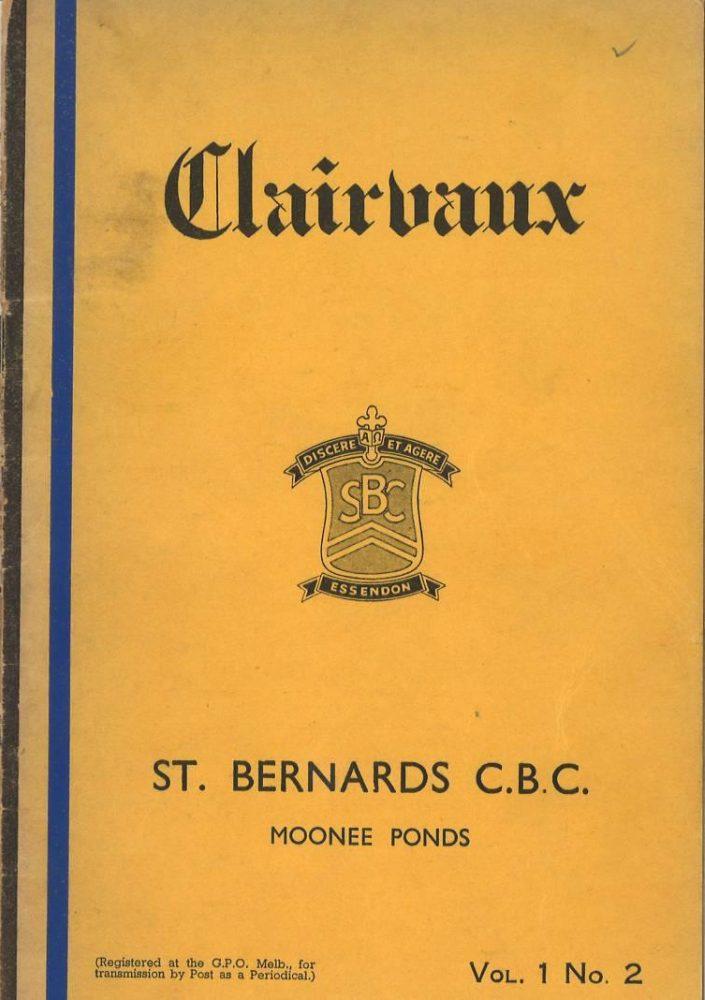 Clairvaux
DISCERE ΑΩ ET AGERE
SBC
ESSENDON
ST. BERNARDS C.B.C.
MOONEE PONDS
(Registered at the G.P.O. Melb., for
transmission by Post as a Periodical.)
VOL. 1 NO. 2